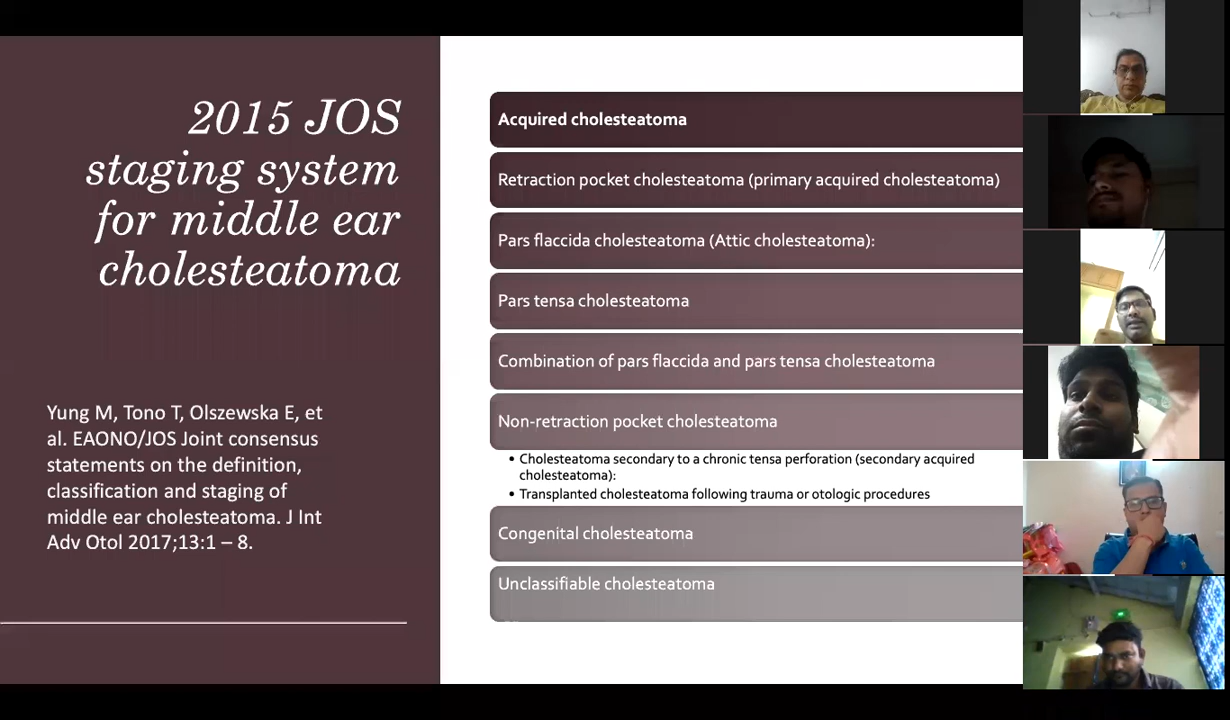 2015 JOS
staging system
for middle ear
cholesteatoma
Yung M, Tono T, Olszewska E, et
al. EAONO/JOS Joint consensus
statements on the definition,
classification and staging of
middle ear cholesteatoma. J Int
Adv Otol 2017;13:1 – 8.
Acquired cholesteatoma
Retraction pocket cholesteatoma (primary acquired cholesteatoma)
Pars flaccida cholesteatoma (Attic cholesteatoma):
Pars tensa cholesteatoma
Combination of pars flaccida and pars tensa cholesteatoma
Non-retraction pocket cholesteatoma
• Cholesteatoma secondary to a chronic tensa perforation (secondary acquired
cholesteatoma):
• Transplanted cholesteatoma following trauma or otologic procedures
Congenital cholesteatoma
Unclassifiable cholesteatoma